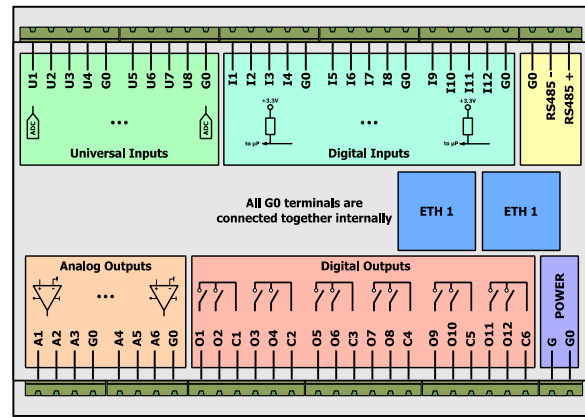 U1 U2 U3 U4 G0 U5 U6 U7 U8 G0
I1 I2 I3 I4 G0 I5 I6 I7 I8 G0 I9 I10 I11 I12 G0
G0 RS485 - RS485 +
ADC ... ADC
Universal Inputs
+3.3V ... +3.3V
to µP to µP
Digital Inputs
All G0 terminals are
connected together internally
ETH 1 ETH 1
Analog Outputs
...
A1 A2 A3 G0 A4 A5 A6 G0
Digital Outputs
O1 O2 C1 O3 O4 C2 O5 O6 C3 O7 O8 C4 O9 O10 C5 O11 O12 C6
POWER
G G0